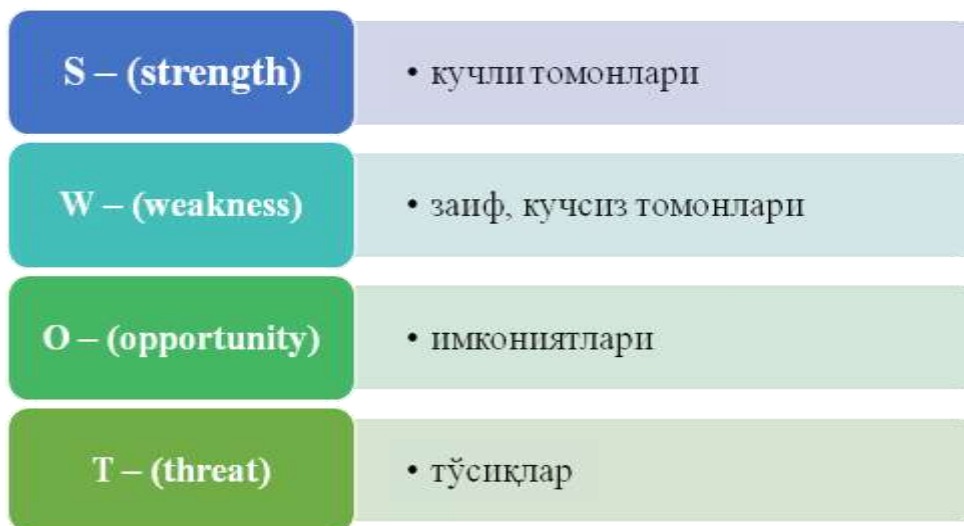 S – (strength)
• кучли томонлари
W – (weakness)
• заиф, кучсиз томонлари
O – (opportunity)
• имкониятлари
T – (threat)
• тўсиқлар